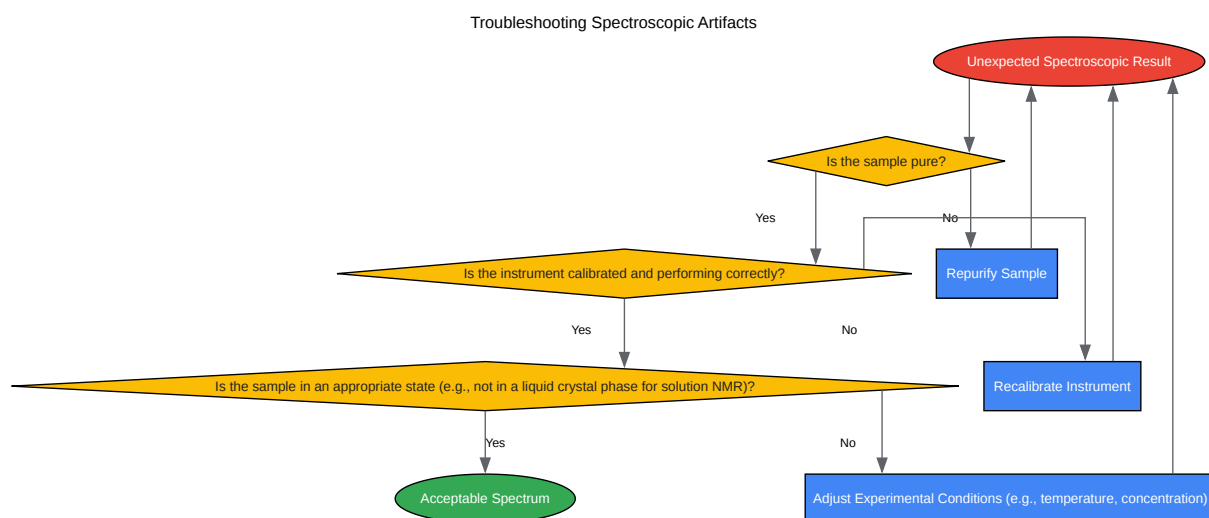 Troubleshooting Spectroscopic Artifacts
Unexpected Spectroscopic Result
Is the sample pure?
Yes
No
Is the instrument calibrated and performing correctly?
Repurify Sample
Yes
No
Is the sample in an appropriate state (e.g., not in a liquid crystal phase for solution NMR)?
Recalibrate Instrument
Yes
No
Acceptable Spectrum
Adjust Experimental Conditions (e.g., temperature, concentration)